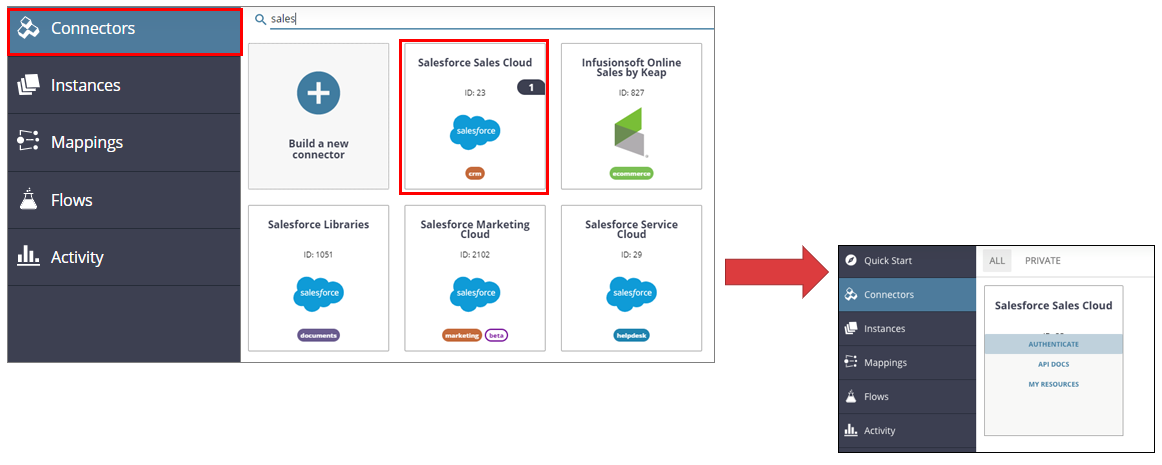 Connectors
Instances
Mappings
Flows
Activity
sales
Build a new
connector
Salesforce Sales Cloud
ID: 23
1
salesforce
crm
Infusionsoft Online
Sales by Keap
ID: 827
ecommerce
Salesforce Libraries
ID: 1051
salesforce
documents
Salesforce Marketing
Cloud
ID: 2102
salesforce
marketing beta
Salesforce Service
Cloud
ID: 29
salesforce
helpdesk
Quick Start
Connectors
Instances
Mappings
Flows
Activity
ALL PRIVATE
Salesforce Sales Cloud
AUTHENTICATE
API DOCS
MY RESOURCES